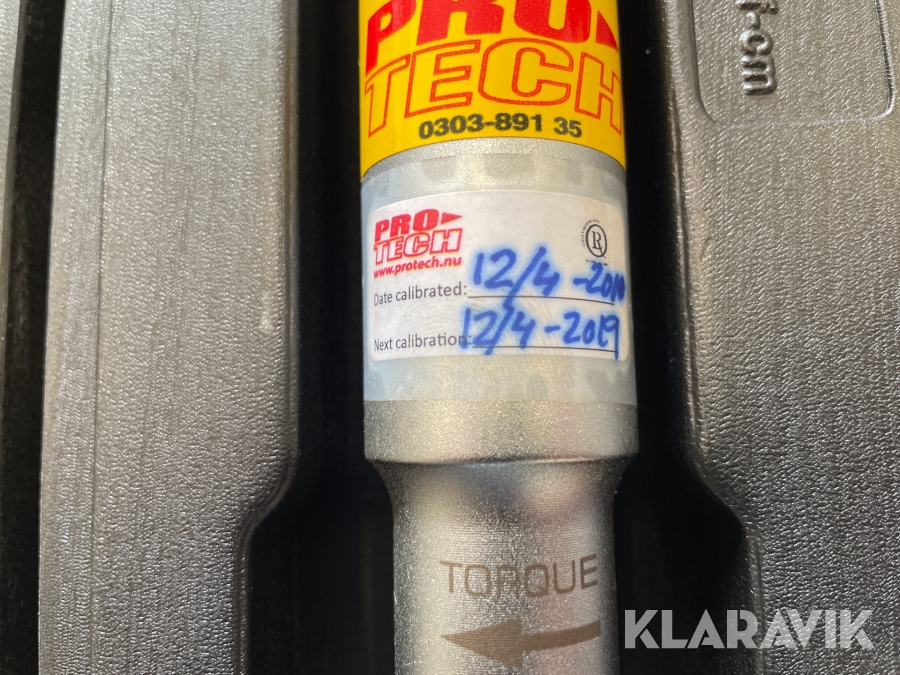 PRO
TECH
0303-891 35
PRO
TECH
www.protech.nu
R
Date calibrated: 12/4
Next calibration: 12/4-2019
TORQUE
KLARAVIK